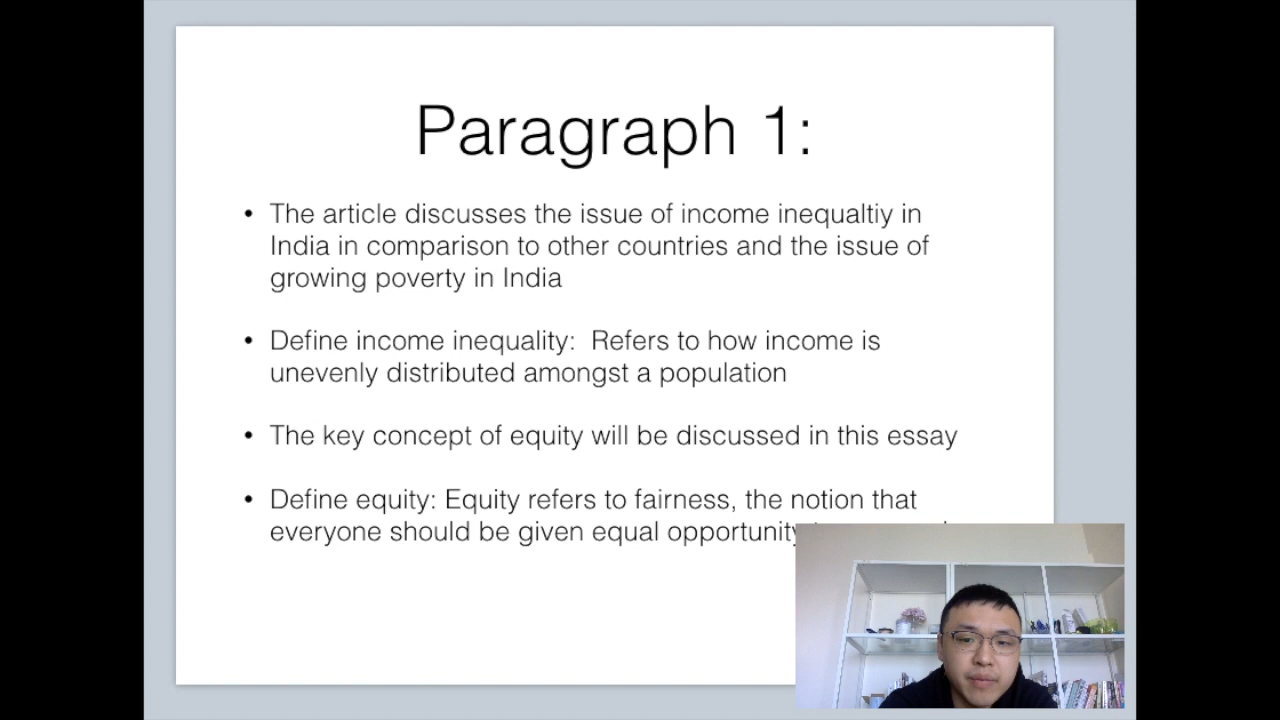 Paragraph 1:
• The article discusses the issue of income inequaltiy in
India in comparison to other countries and the issue of
growing poverty in India
• Define income inequality:  Refers to how income is
unevenly distributed amongst a population
• The key concept of equity will be discussed in this essay
• Define equity: Equity refers to fairness, the notion that
everyone should be given equal opportunity